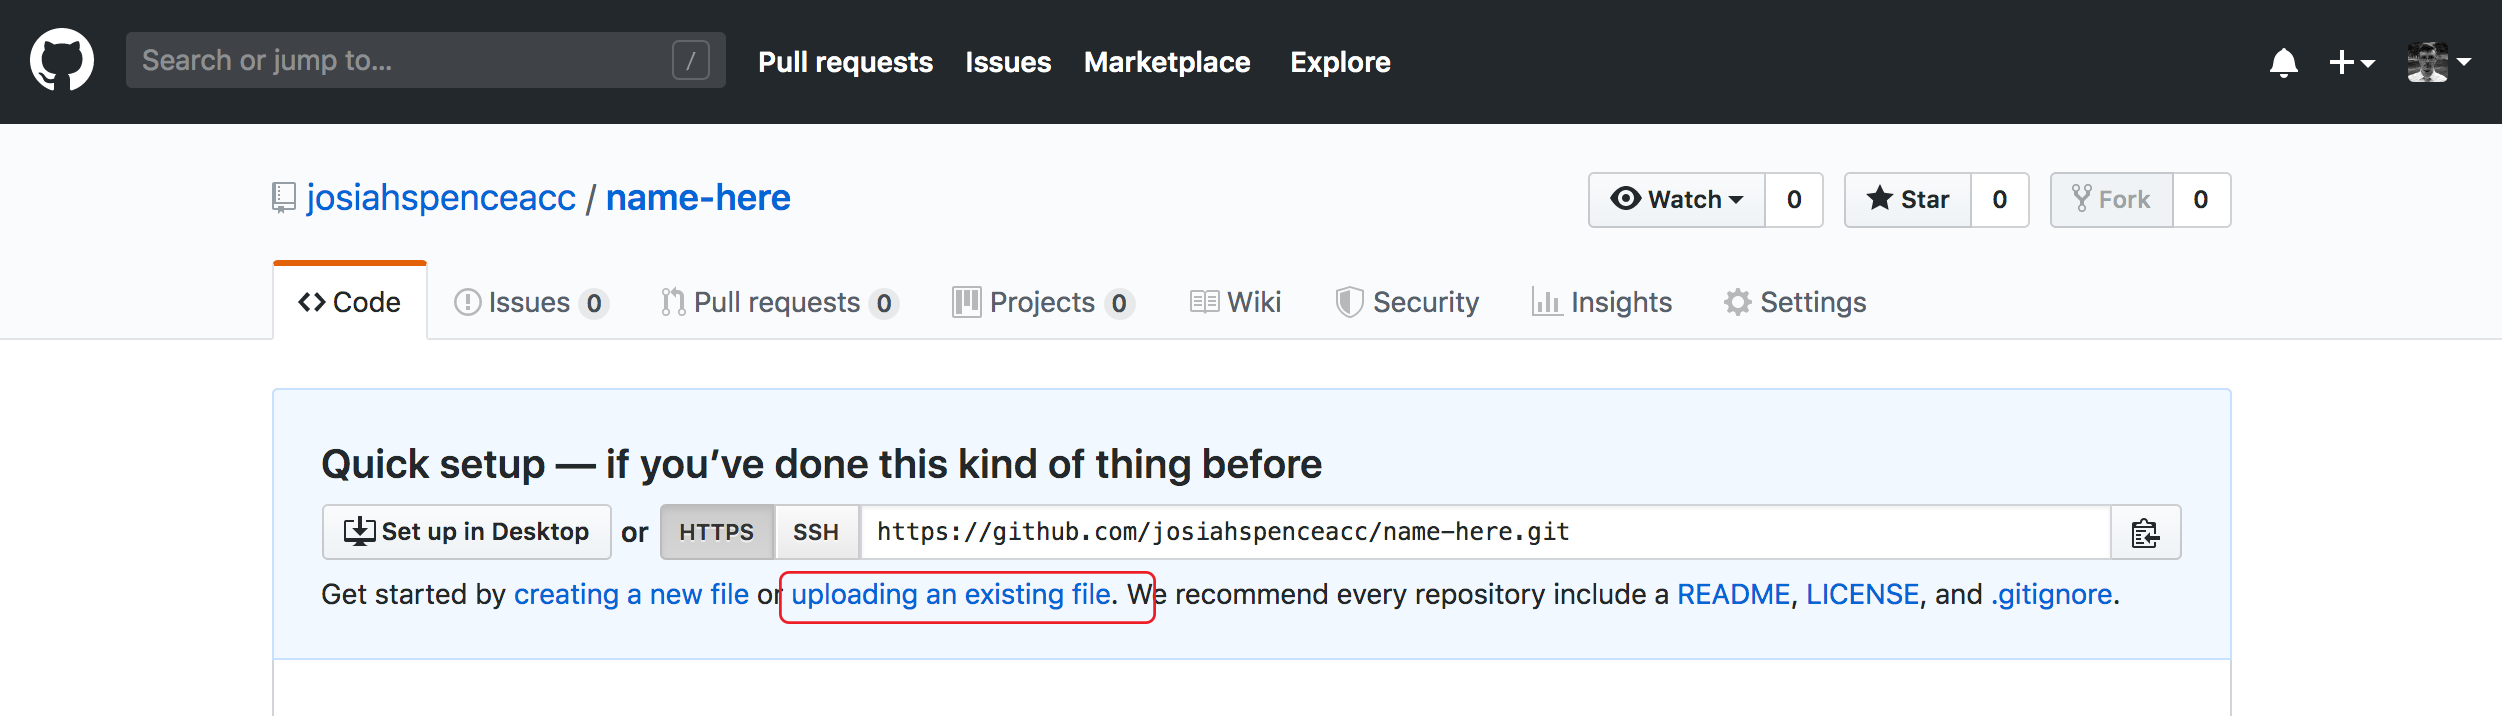 Search or jump to... / Pull requests Issues Marketplace Explore
josiahspenceacc / name-here Watch 0 Star 0 Fork 0
Code Issues 0 Pull requests 0 Projects 0 Wiki Security Insights Settings
Quick setup — if you’ve done this kind of thing before
Set up in Desktop or HTTPS SSH https://github.com/josiahspenceacc/name-here.git
Get started by creating a new file or uploading an existing file. We recommend every repository include a README, LICENSE, and .gitignore.